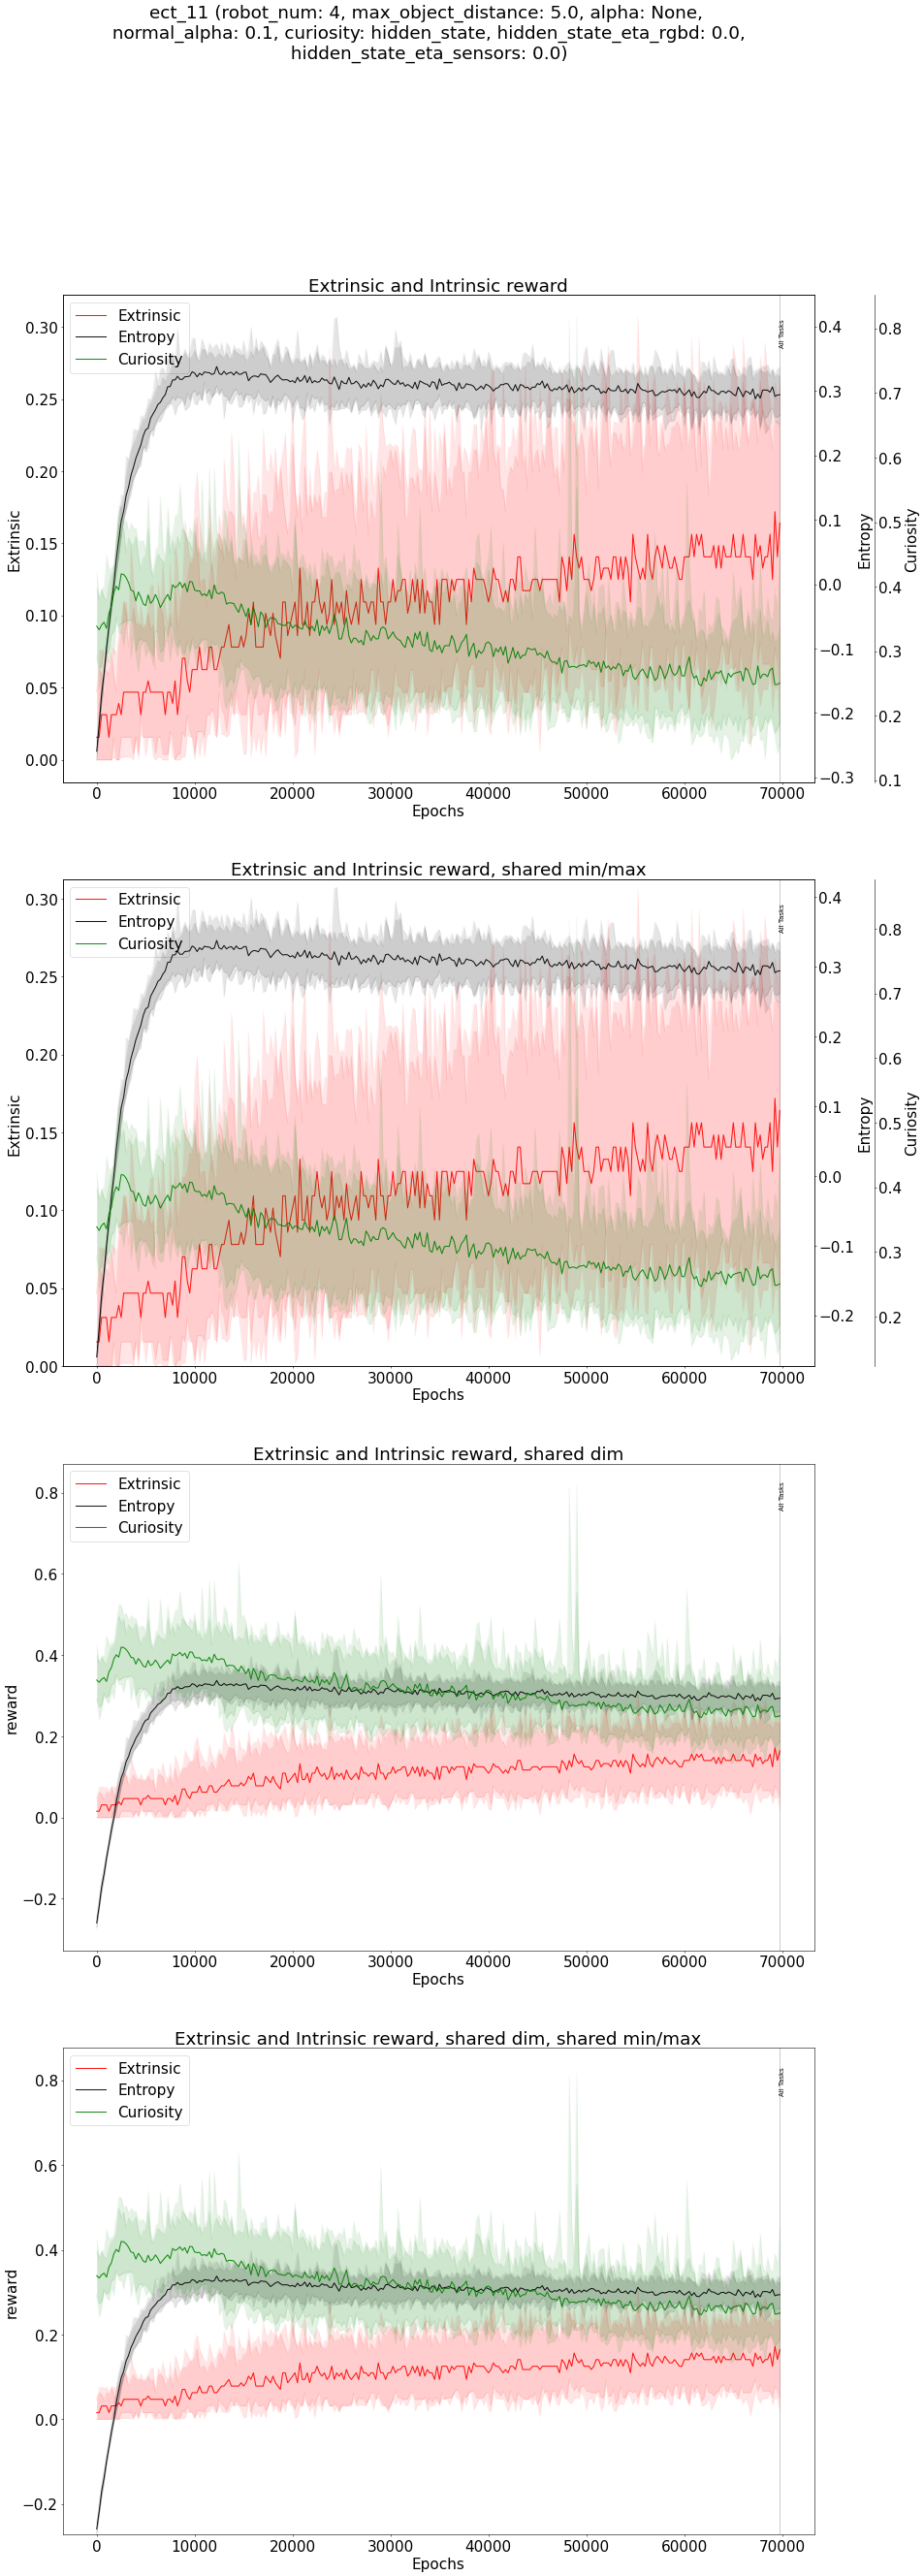 ect_11 (robot_num: 4, max_object_distance: 5.0, alpha: None,
normal_alpha: 0.1, curiosity: hidden_state, hidden_state_eta_rgbd: 0.0,
hidden_state_eta_sensors: 0.0)
Extrinsic and Intrinsic reward
Extrinsic
Entropy
Curiosity
All Tasks
0.30
0.25
0.20
0.15
0.10
0.05
0.00
Extrinsic
0.4
0.3
0.2
0.1
0.0
−0.1
−0.2
−0.3
Entropy
0.8
0.7
0.6
0.5
0.4
0.3
0.2
0.1
Curiosity
0 10000 20000 30000 40000 50000 60000 70000
Epochs
Extrinsic and Intrinsic reward, shared min/max
Extrinsic
Entropy
Curiosity
All Tasks
0.30
0.25
0.20
0.15
0.10
0.05
0.00
Extrinsic
0.4
0.3
0.2
0.1
0.0
−0.1
−0.2
Entropy
0.8
0.7
0.6
0.5
0.4
0.3
0.2
Curiosity
0 10000 20000 30000 40000 50000 60000 70000
Epochs
Extrinsic and Intrinsic reward, shared dim
Extrinsic
Entropy
Curiosity
All Tasks
0.8
0.6
0.4
0.2
0.0
−0.2
reward
0 10000 20000 30000 40000 50000 60000 70000
Epochs
Extrinsic and Intrinsic reward, shared dim, shared min/max
Extrinsic
Entropy
Curiosity
All Tasks
0.8
0.6
0.4
0.2
0.0
−0.2
reward
0 10000 20000 30000 40000 50000 60000 70000
Epochs